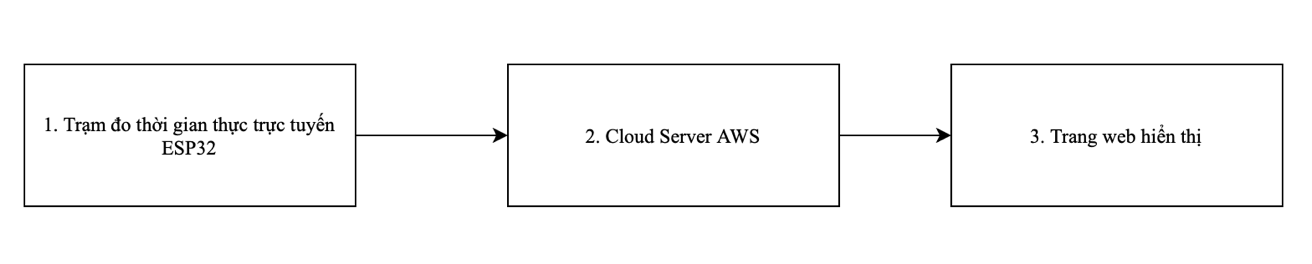 1. Trạm đo thời gian thực trực tuyến
ESP32
2. Cloud Server AWS
3. Trang web hiển thị